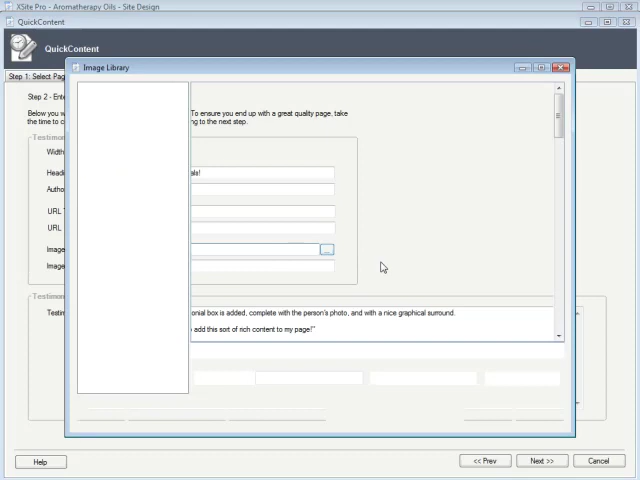 XSite Pro - Aromatherapy Oils - Site Design
QuickContent
QuickContent
Step 1: Select Pag
Image Library
Step 2 - Ente
Below you w
To ensure you end up with a great quality page, take
the time to c
ng to the next step.
Testimo
Width
Headi
als!
Autho
URL T
URL
Image
...
Image
Testimo
Testim
onial box is added, complete with the person's photo, and with a nice graphical surround.
add this sort of rich content to my page!"
Help
<< Prev
Next >>
Cancel